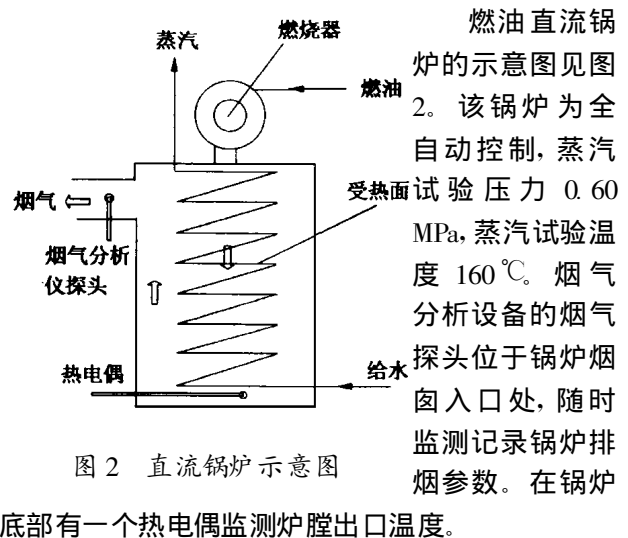 蒸汽
燃烧器
燃油
烟气
受热面
烟气分析
仪探头
热电偶
给水
图 2 直流锅炉示意图
燃油直流锅
炉的示意图见图
2。该锅炉为全
自动控制, 蒸汽
试验压力 0.60
MPa, 蒸汽试验温
度 160℃。烟气
分析设备的烟气
探头位于锅炉烟
囱入口处, 随时
监测记录锅炉排
烟参数。在锅炉
底部有一个热电偶监测炉膛出口温度。